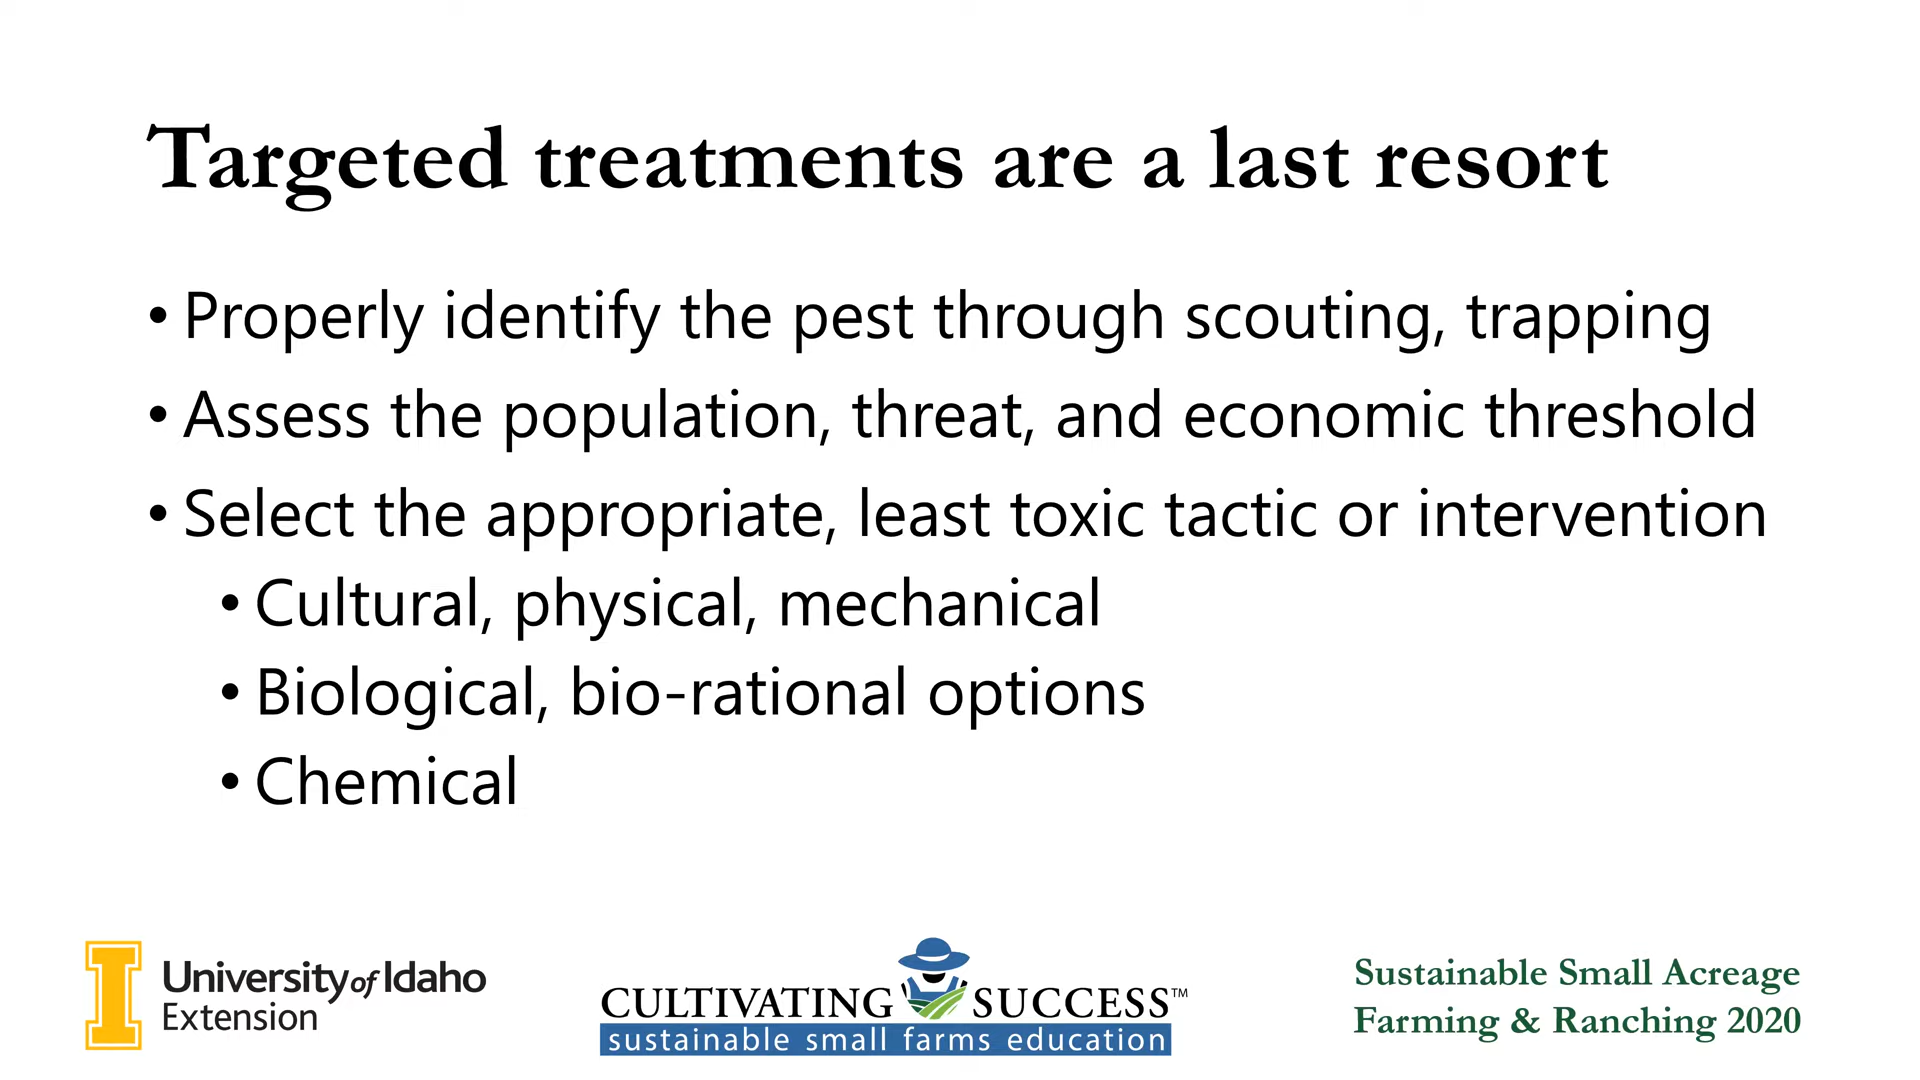 Targeted treatments are a last resort
• Properly identify the pest through scouting, trapping
• Assess the population, threat, and economic threshold
• Select the appropriate, least toxic tactic or intervention
• Cultural, physical, mechanical
• Biological, bio-rational options
• Chemical
I
University of Idaho
Extension
CULTIVATING SUCCESS™
sustainable small farms education
Sustainable Small Acreage
Farming & Ranching 2020